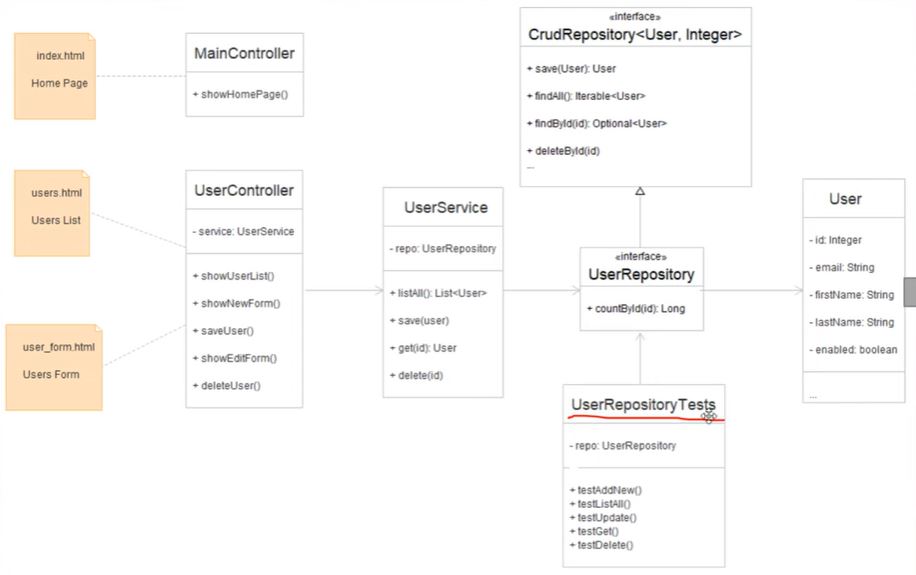 index.html
Home Page
MainController
+ showHomePage()
«interface»
CrudRepository<User, Integer>
+ save(User): User
+ findAll(): Iterable<User>
+ findById(id): Optional<User>
+ deleteById(id)
...
users.html
Users List
UserController
- service: UserService
+ showUserList()
+ showNewForm()
+ saveUser()
+ showEditForm()
+ deleteUser()
user_form.html
Users Form
UserService
- repo: UserRepository
+ listAll(): List<User>
+ save(user)
+ get(id): User
+ delete(id)
«interface»
UserRepository
+ countById(id): Long
User
- id: Integer
- email: String
- firstName: String
- lastName: String
- enabled: boolean
...
UserRepositoryTests
- repo: UserRepository
+ testAddNew()
+ testListAll()
+ testUpdate()
+ testGet()
+ testDelete()